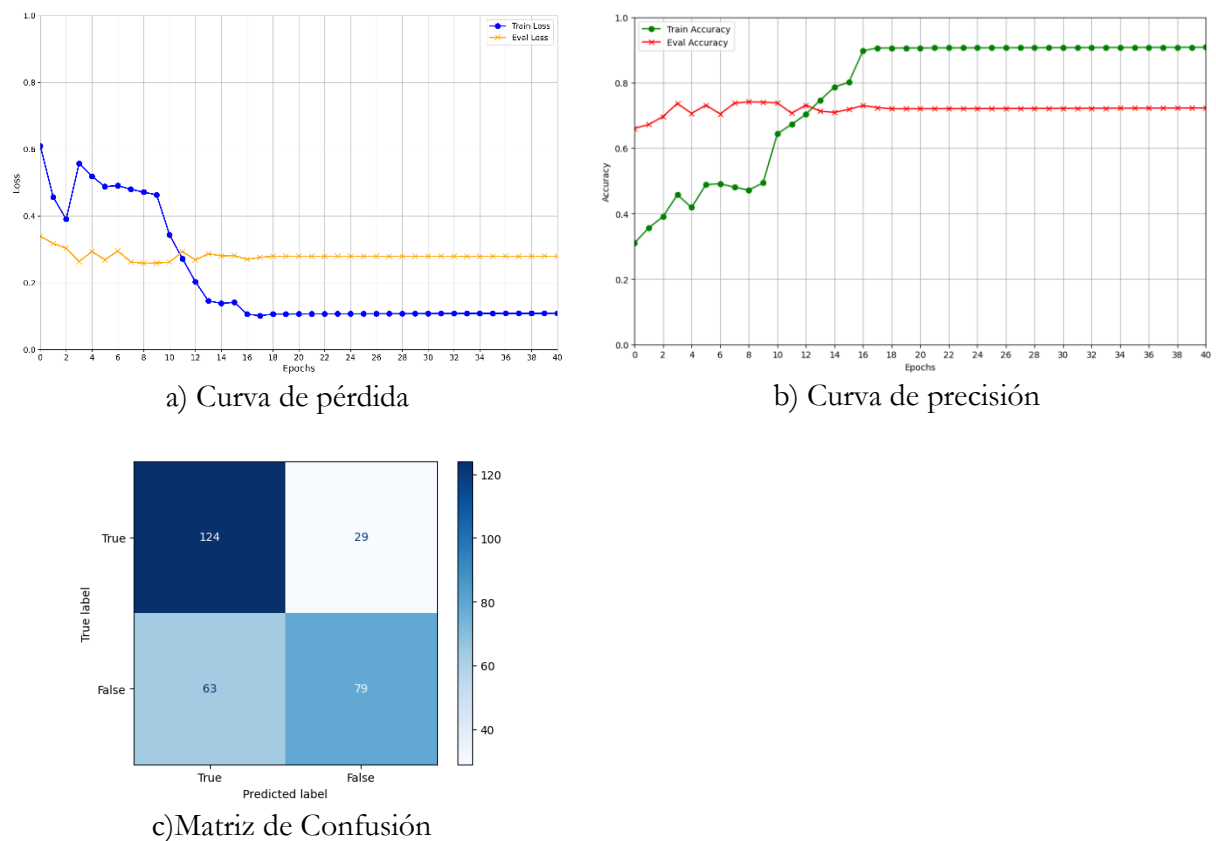 1.0
0.8
0.6
0.4
0.2
0.0
Loss
Train Loss
Eval Loss
0 2 4 6 8 10 12 14 16 18 20 22 24 26 28 30 32 34 36 38 40
Epochs
a) Curva de pérdida
1.0
0.8
0.6
0.4
0.2
0.0
Accuracy
Train Accuracy
Eval Accuracy
0 2 4 6 8 10 12 14 16 18 20 22 24 26 28 30 32 34 36 38 40
Epochs
b) Curva de precisión
True label
True
False
124 29
63 79
True False
Predicted label
120
100
80
60
40
c)Matriz de Confusión